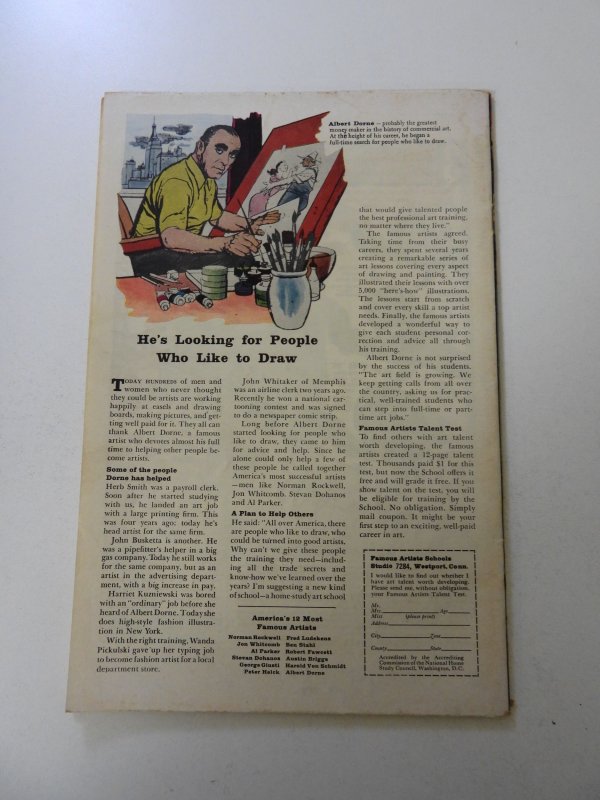 Albert Dorne — probably the greatest
money-maker in the history of commercial art.
At the height of his career, he began a
full-time search for people who like to draw.
He's Looking for People
Who Like to Draw
TODAY HUNDREDS of men and
women who never thought
they could be artists are working
happily at easels and drawing
boards, making pictures, and get-
ting well paid for it. They all can
thank Albert Dorne, a famous
artist who devotes almost his full
time to helping other people be-
come artists.
Some of the people
Dorne has helped
Herb Smith was a payroll clerk.
Soon after he started studying
with us, he landed an art job
with a large printing firm. This
was four years ago: today he's
head artist for the same firm.
John Busketta is another. He
was a pipefitter's helper in a big
gas company. Today he still works
for the same company, but as an
artist in the advertising depart-
ment, with a big increase in pay.
Harriet Kuzniewski was bored
with an "ordinary" job before she
heard of Albert Dorne. Today she
does high-style fashion illustra-
tion in New York.
With the right training, Wanda
Pickulski gave up her typing job
to become fashion artist for a local
department store.
John Whitaker of Memphis
was an airline clerk two years ago.
Recently he won a national car-
tooning contest and was signed
to do a newspaper comic strip.
Long before Albert Dorne
started looking for people who
like to draw, they came to him
for advice and help. Since he
alone could only help a few of
these people he called together
America's most successful artists
—men like Norman Rockwell,
Jon Whitcomb. Stevan Dohanos
and Al Parker.
A Plan to Help Others
He said: "All over America, there
are people who like to draw, who
could be turned into good artists.
Why can't we give these people
the training they need—includ-
ing all the trade secrets and
know-how we've learned over the
years? I'm suggesting a new kind
of school—a home-study art school
that would give talented people
the best professional art training,
no matter where they live."
The famous artists agreed.
Taking time from their busy
careers, they spent several years
creating a remarkable series of
art lessons covering every aspect
of drawing and painting. They
illustrated their lessons with over
5,000 "here's-how" illustrations.
The lessons start from scratch
and cover every skill a top artist
needs. Finally, the famous artists
developed a wonderful way to
give each student personal cor-
rection and advice all through
his training.
Albert Dorne is not surprised
by the success of his students.
"The art field is growing. We
keep getting calls from all over
the country, asking us for prac-
tical, well-trained students who
can step into full-time or part-
time art jobs."
Famous Artists Talent Test
To find others with art talent
worth developing, the famous
artists created a 12-page talent
test. Thousands paid $1 for this
test, but now the School offers it
free and will grade it free. If you
show talent on the test, you will
be eligible for training by the
School. No obligation. Simply
mail coupon. It might be your
first step to an exciting, well-paid
career in art.
America's 12 Most
Famous Artists
Norman Rockwell Fred Ludekens
Jon Whitcomb Ben Stahl
Al Parker Robert Fawcett
Stevan Dohanos Austin Briggs
George Giusti Harold Von Schmidt
Peter Helck Albert Dorne
Famous Artists Schools
Studio 7284, Westport, Conn.
I would like to find out whether I
have art talent worth developing.
Please send me, without obligation,
your Famous Artists Talent Test.
Mr.
Mrs. Age
Miss (please print)
Address
City Zone
County State
Accredited by the Accrediting
Commission of the National Home
Study Council, Washington, D.C.